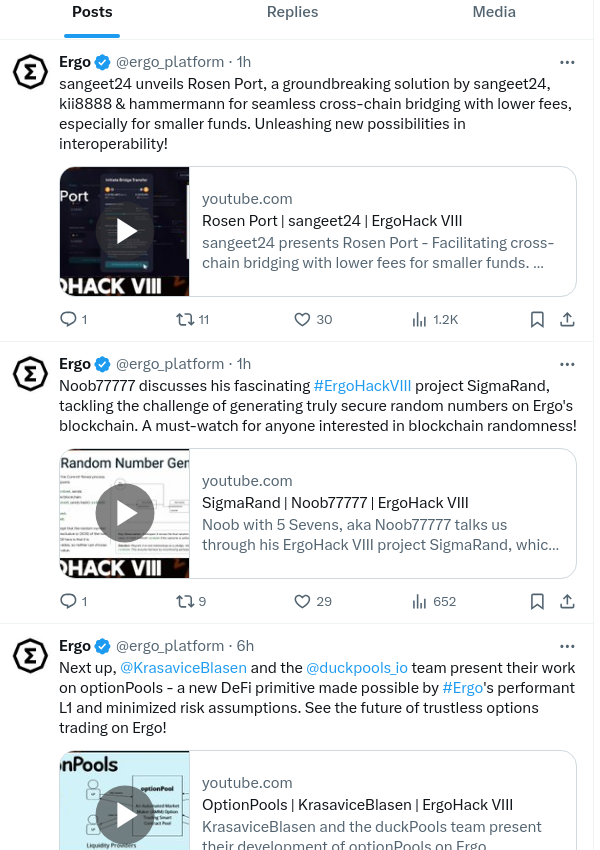 Posts Replies Media
Ergo @ergo_platform · 1h
sangeet24 unveils Rosen Port, a groundbreaking solution by sangeet24,
kii8888 & hammermann for seamless cross-chain bridging with lower fees,
especially for smaller funds. Unleashing new possibilities in
interoperability!
Port
Initiate Bridge Transfer
OHACK VIII
youtube.com
Rosen Port | sangeet24 | ErgoHack VIII
sangeet24 presents Rosen Port - Facilitating cross-
chain bridging with lower fees for smaller funds. ...
1 11 30 1.2K
Ergo @ergo_platform · 1h
Noob77777 discusses his fascinating #ErgoHackVIII project SigmaRand,
tackling the challenge of generating truly secure random numbers on Ergo's
blockchain. A must-watch for anyone interested in blockchain randomness!
Random Number Gen
OHACK VIII
youtube.com
SigmaRand | Noob77777 | ErgoHack VIII
Noob with 5 Sevens, aka Noob77777 talks us
through his ErgoHack VIII project SigmaRand, whic...
1 9 29 652
Ergo @ergo_platform · 6h
Next up, @KrasaviceBlasen and the @duckpools_io team present their work
on optionPools - a new DeFi primitive made possible by #Ergo's performant
L1 and minimized risk assumptions. See the future of trustless options
trading on Ergo!
onPools
optionPool
Liquidity Providers
youtube.com
OptionPools | KrasaviceBlasen | ErgoHack VIII
KrasaviceBlasen and the duckPools team present
their development of optionPools on Ergo